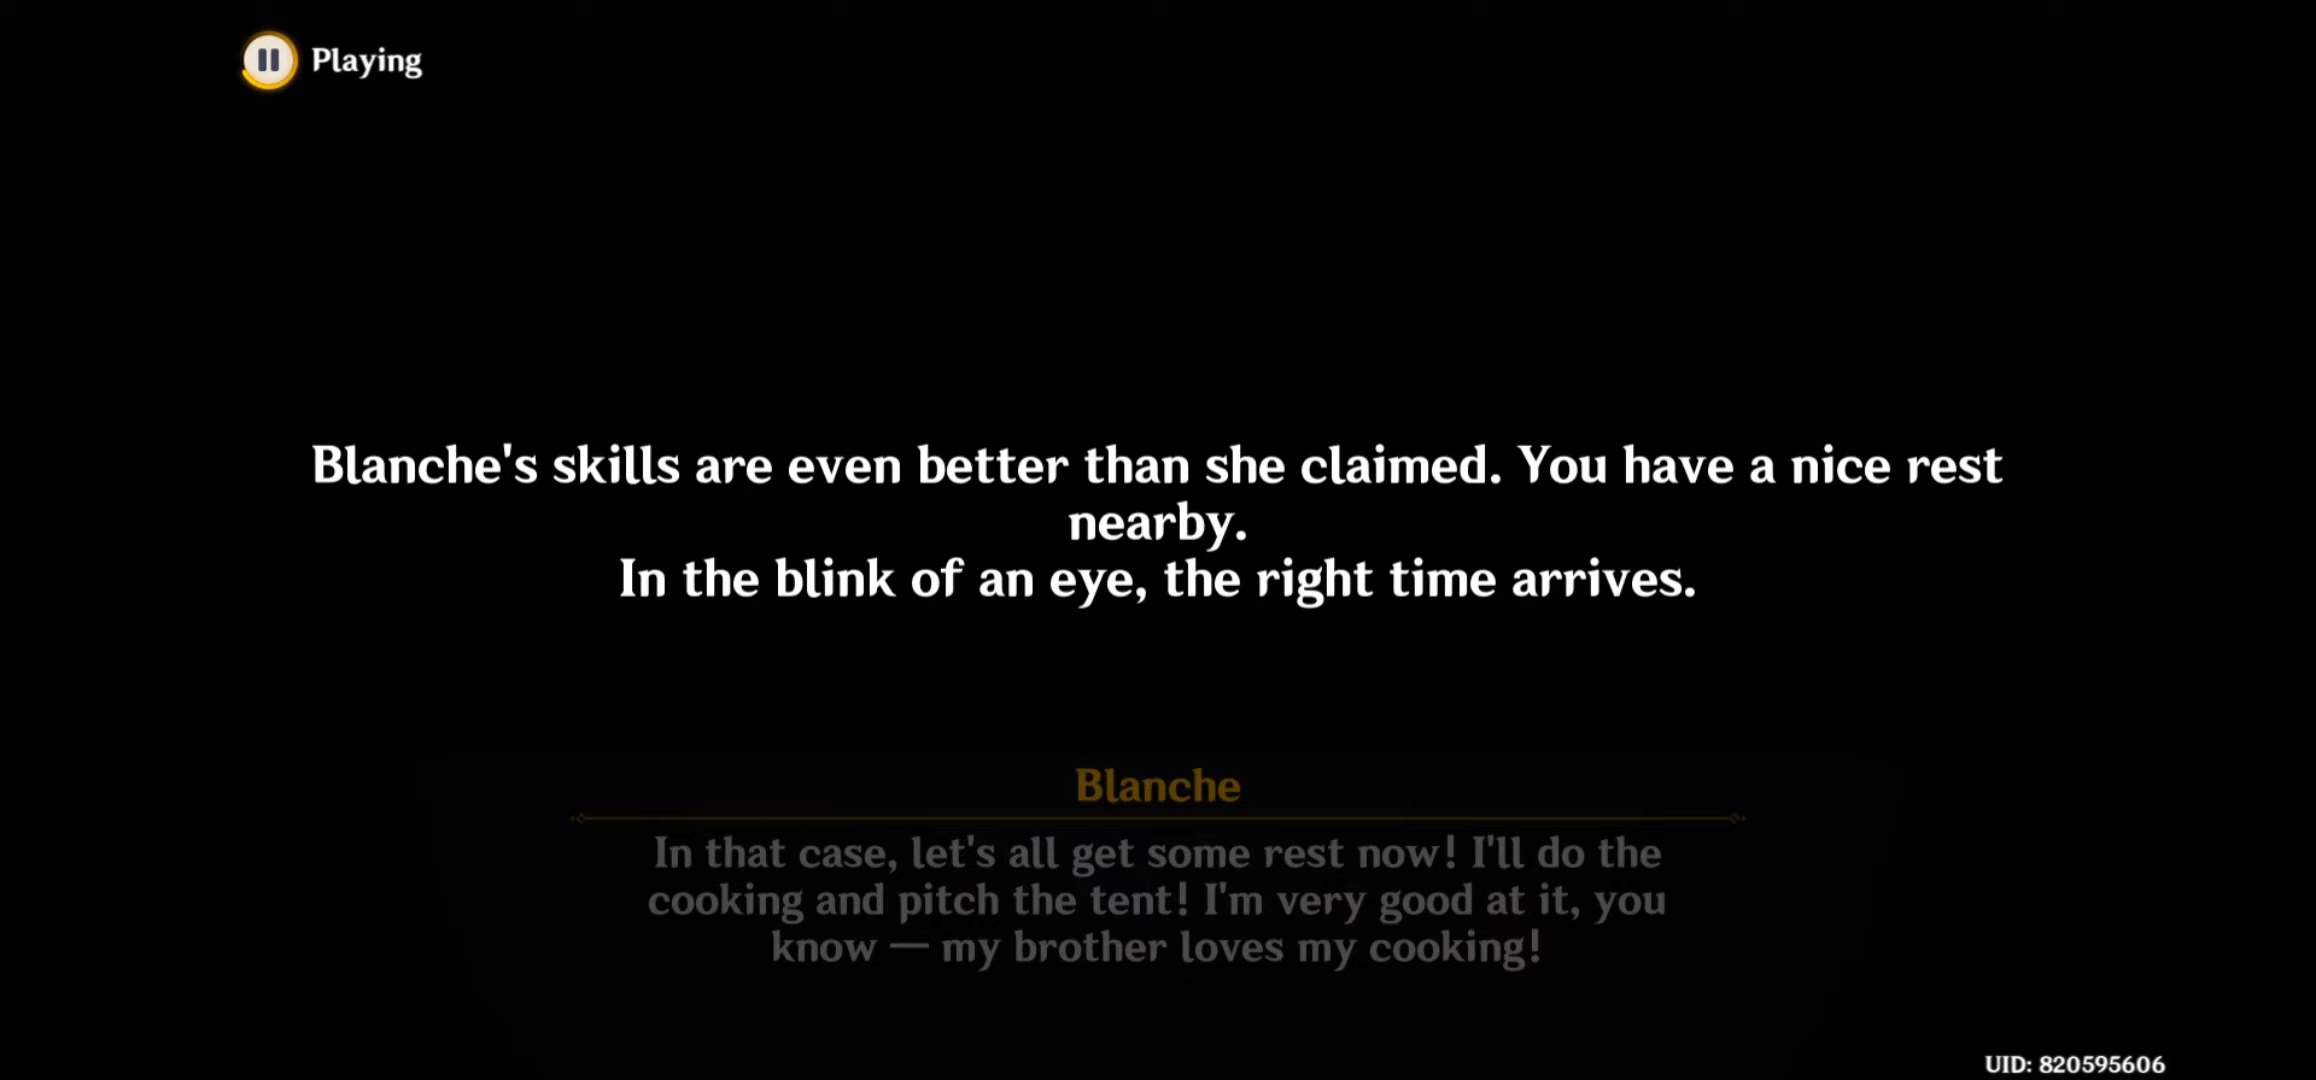 Playing
Blanche's skills are even better than she claimed. You have a nice rest
nearby.
In the blink of an eye, the right time arrives.
Blanche
In that case, let's all get some rest now! I'll do the
cooking and pitch the tent! I'm very good at it, you
know — my brother loves my cooking!
UID: 820595606